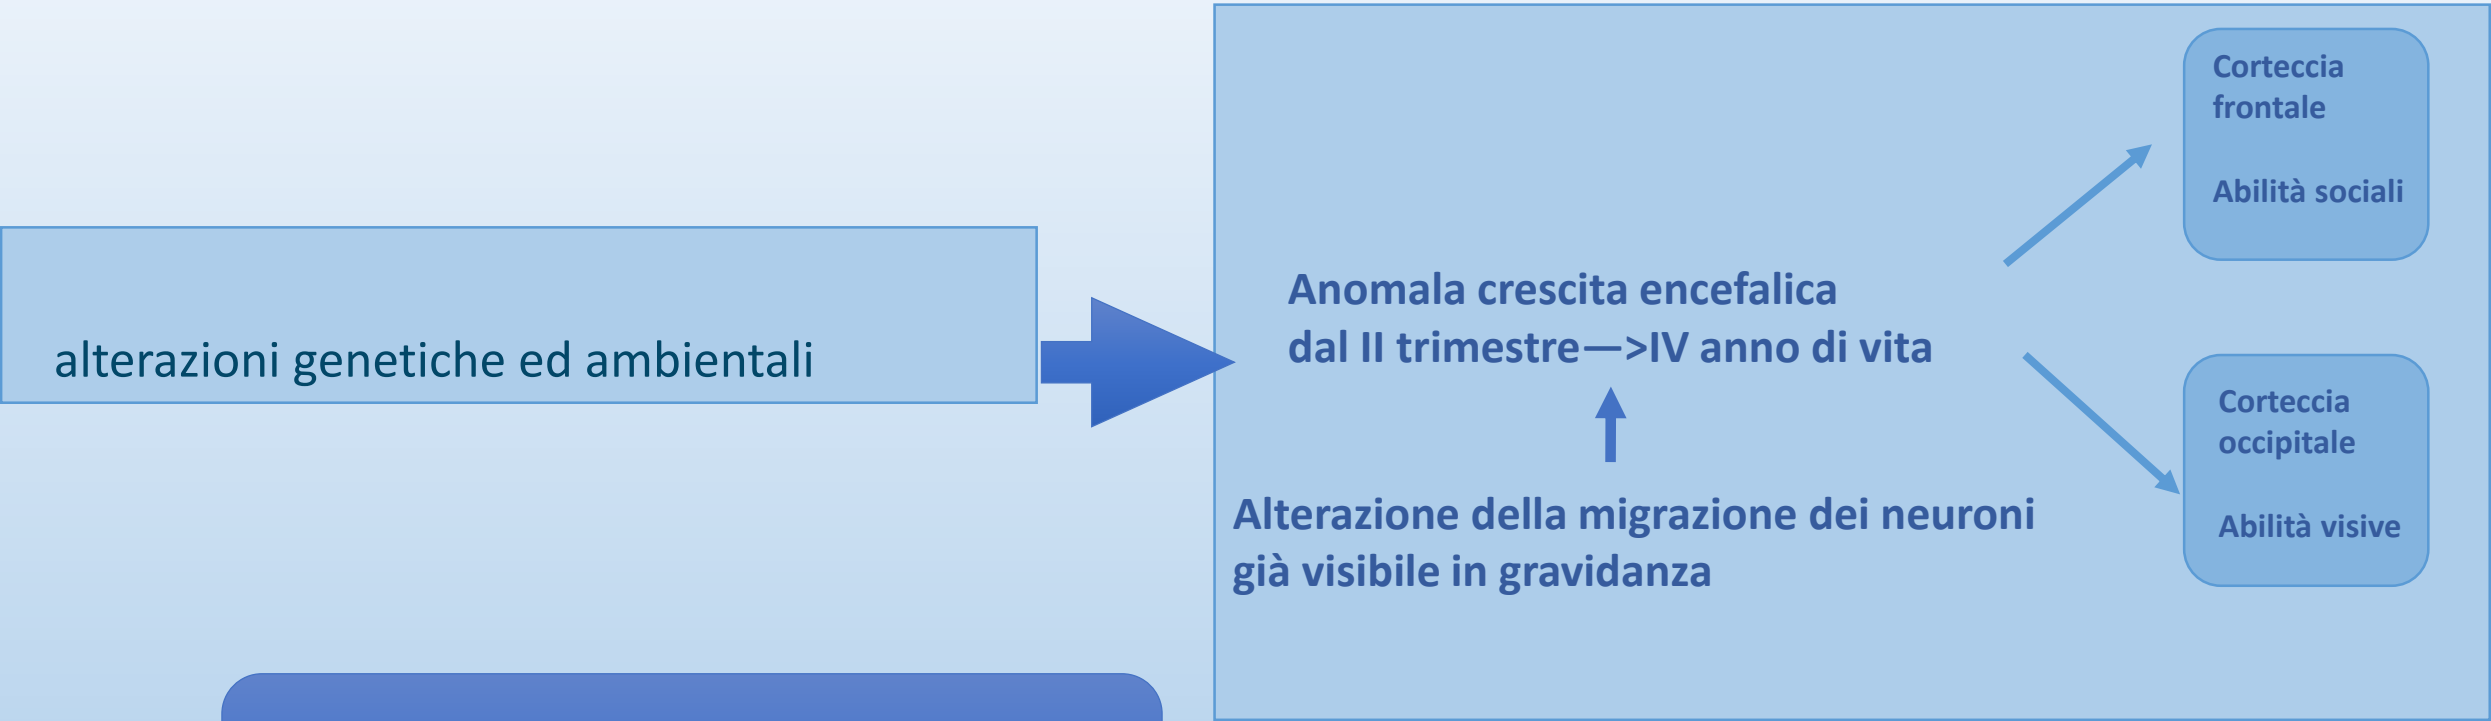 alterazioni genetiche ed ambientali
Anomala crescita encefalica
dal II trimestre—>IV anno di vita
Alterazione della migrazione dei neuroni
già visibile in gravidanza
Corteccia
frontale
Abilità sociali
Corteccia
occipitale
Abilità visive